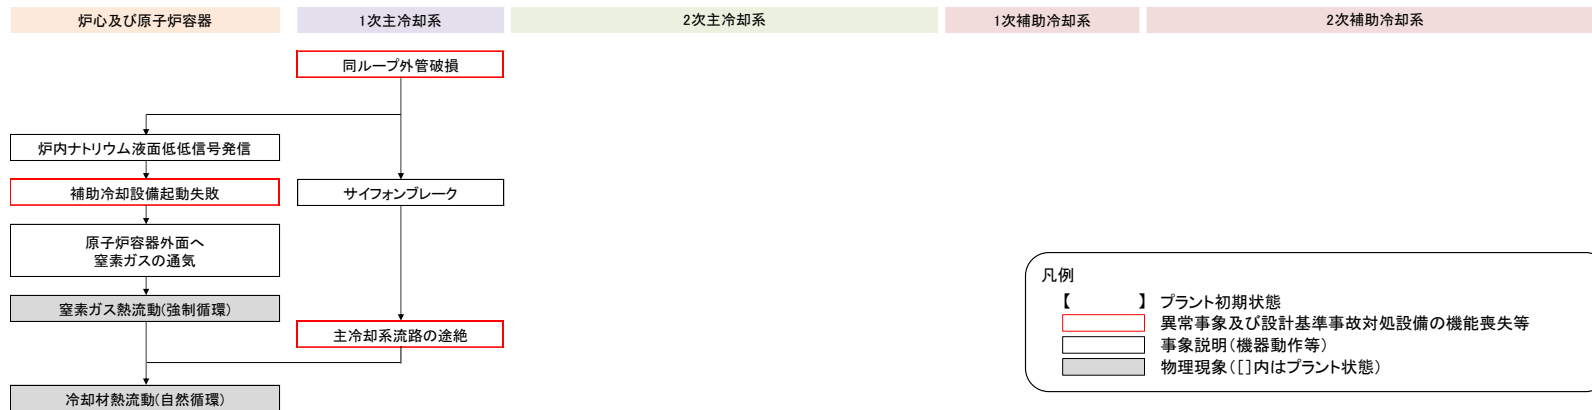 炉心及び原子炉容器
1次主冷却系
2次主冷却系
1次補助冷却系
2次補助冷却系
同ループ外管破損
炉内ナトリウム液面低低信号発信
補助冷却設備起動失敗
サイフォンブレーク
原子炉容器外面へ
窒素ガスの通気
窒素ガス熱流動(強制循環)
主冷却系流路の途絶
冷却材熱流動(自然循環)
凡例
【　　　】 プラント初期状態
異常事象及び設計基準事故対処設備の機能喪失等
事象説明(機器動作等)
物理現象([]内はプラント状態)